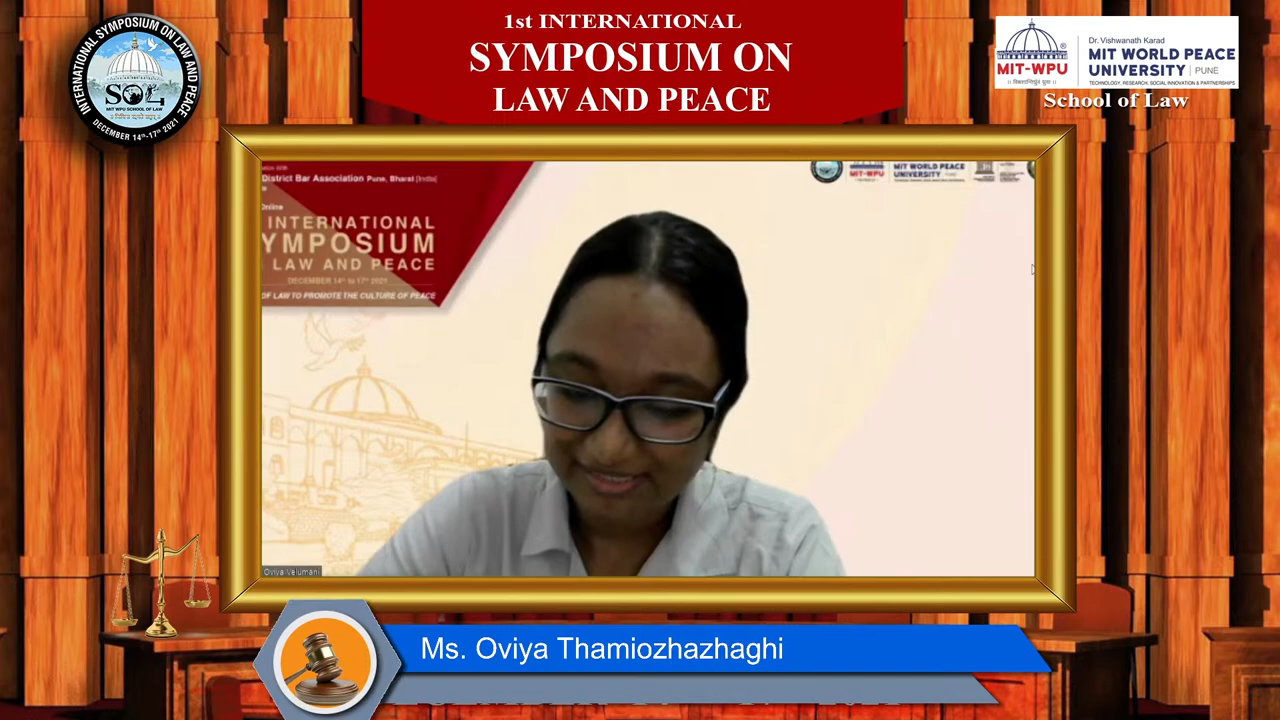 INTERNATIONAL SYMPOSIUM ON LAW AND PEACE
SOL
MIT WPU SCHOOL OF LAW
DECEMBER 14th-17th 2021
1st INTERNATIONAL
SYMPOSIUM ON
LAW AND PEACE
MIT-WPU
Dr. Vishwanath Karad
MIT WORLD PEACE
UNIVERSITY | PUNE
TECHNOLOGY, RESEARCH, SOCIAL INNOVATION & PARTNERSHIPS
School of Law
District Bar Association Pune, Bharat (India)
Online
INTERNATIONAL
YMPOSIUM
LAW AND PEACE
DECEMBER 14th to 17th 2021
OF LAW TO PROMOTE THE CULTURE OF PEACE
MIT-WPU
MIT WORLD PEACE
UNIVERSITY
Oviya Velumani
Ms. Oviya Thamiozhazhaghi